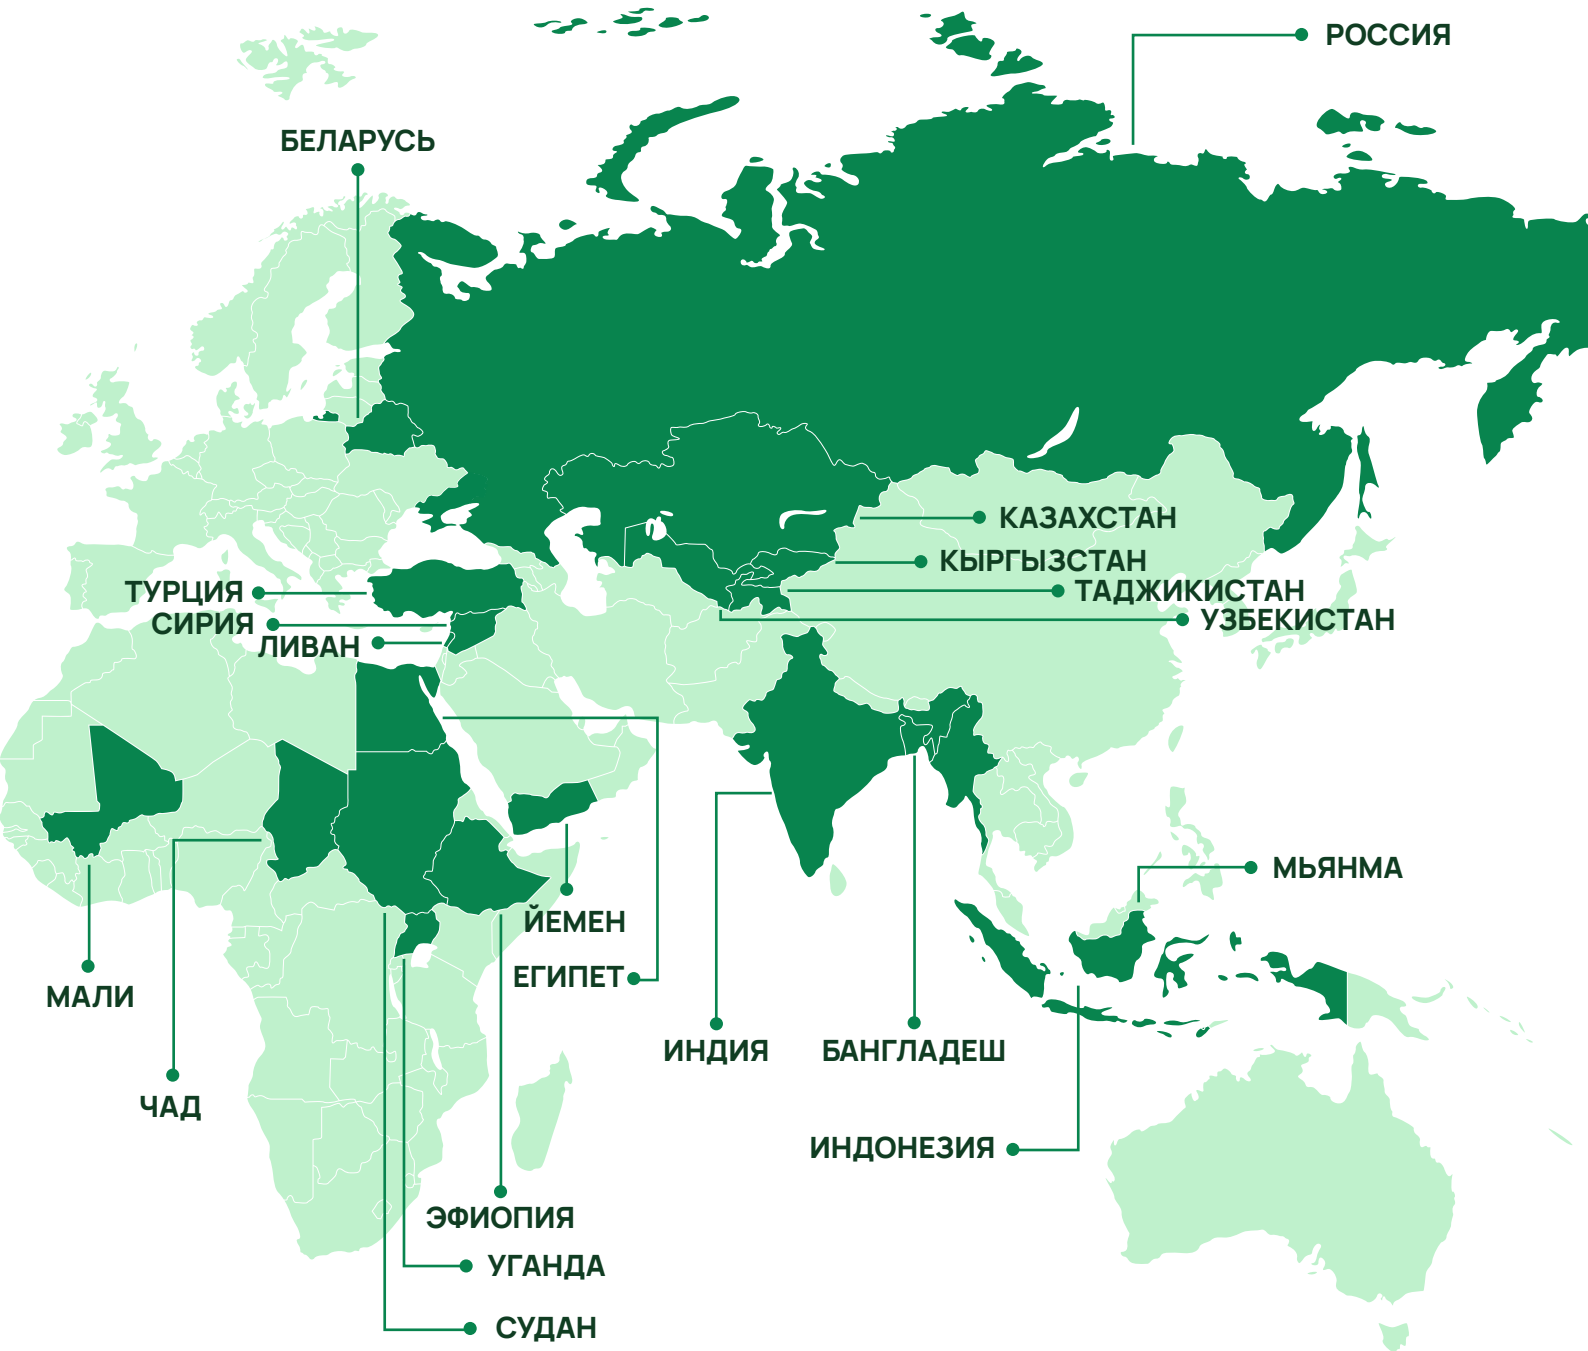 РОССИЯ
БЕЛАРУСЬ
КАЗАХСТАН
КЫРГЫЗСТАН
ТУРЦИЯ
ТАДЖИКИСТАН
СИРИЯ
УЗБЕКИСТАН
ЛИВАН
МЬЯНМА
ЙЕМЕН
ЕГИПЕТ
МАЛИ
ИНДИЯ
БАНГЛАДЕШ
ЧАД
ИНДОНЕЗИЯ
ЭФИОПИЯ
УГАНДА
СУДАН